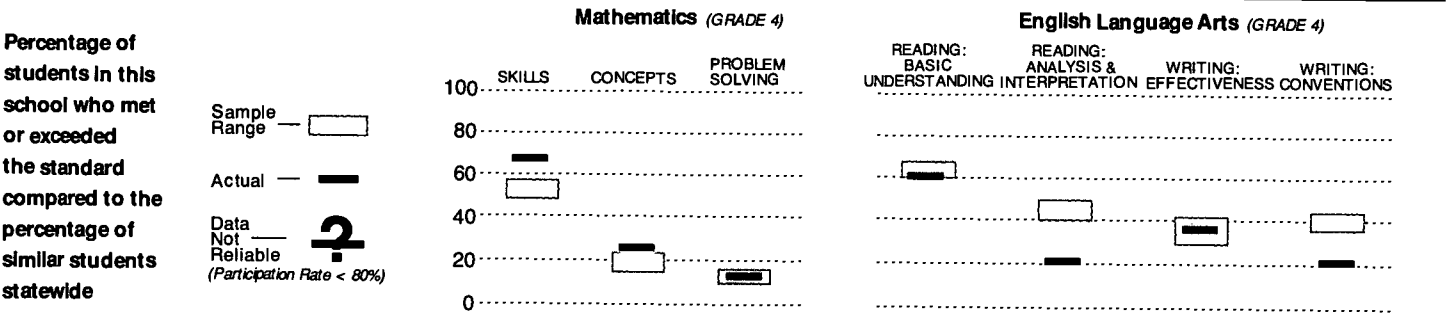 Percentage of
students in this
school who met
or exceeded
the standard
compared to the
percentage of
similar students
statewide
Sample
Range
Actual
Data
Not
Reliable
(Participation Rate < 80%)
?
Mathematics (GRADE 4)
SKILLS
CONCEPTS
PROBLEM
SOLVING
100
80
60
40
20
0
English Language Arts (GRADE 4)
READING:
BASIC
UNDERSTANDING
READING:
ANALYSIS &
INTERPRETATION
WRITING:
EFFECTIVENESS
WRITING:
CONVENTIONS